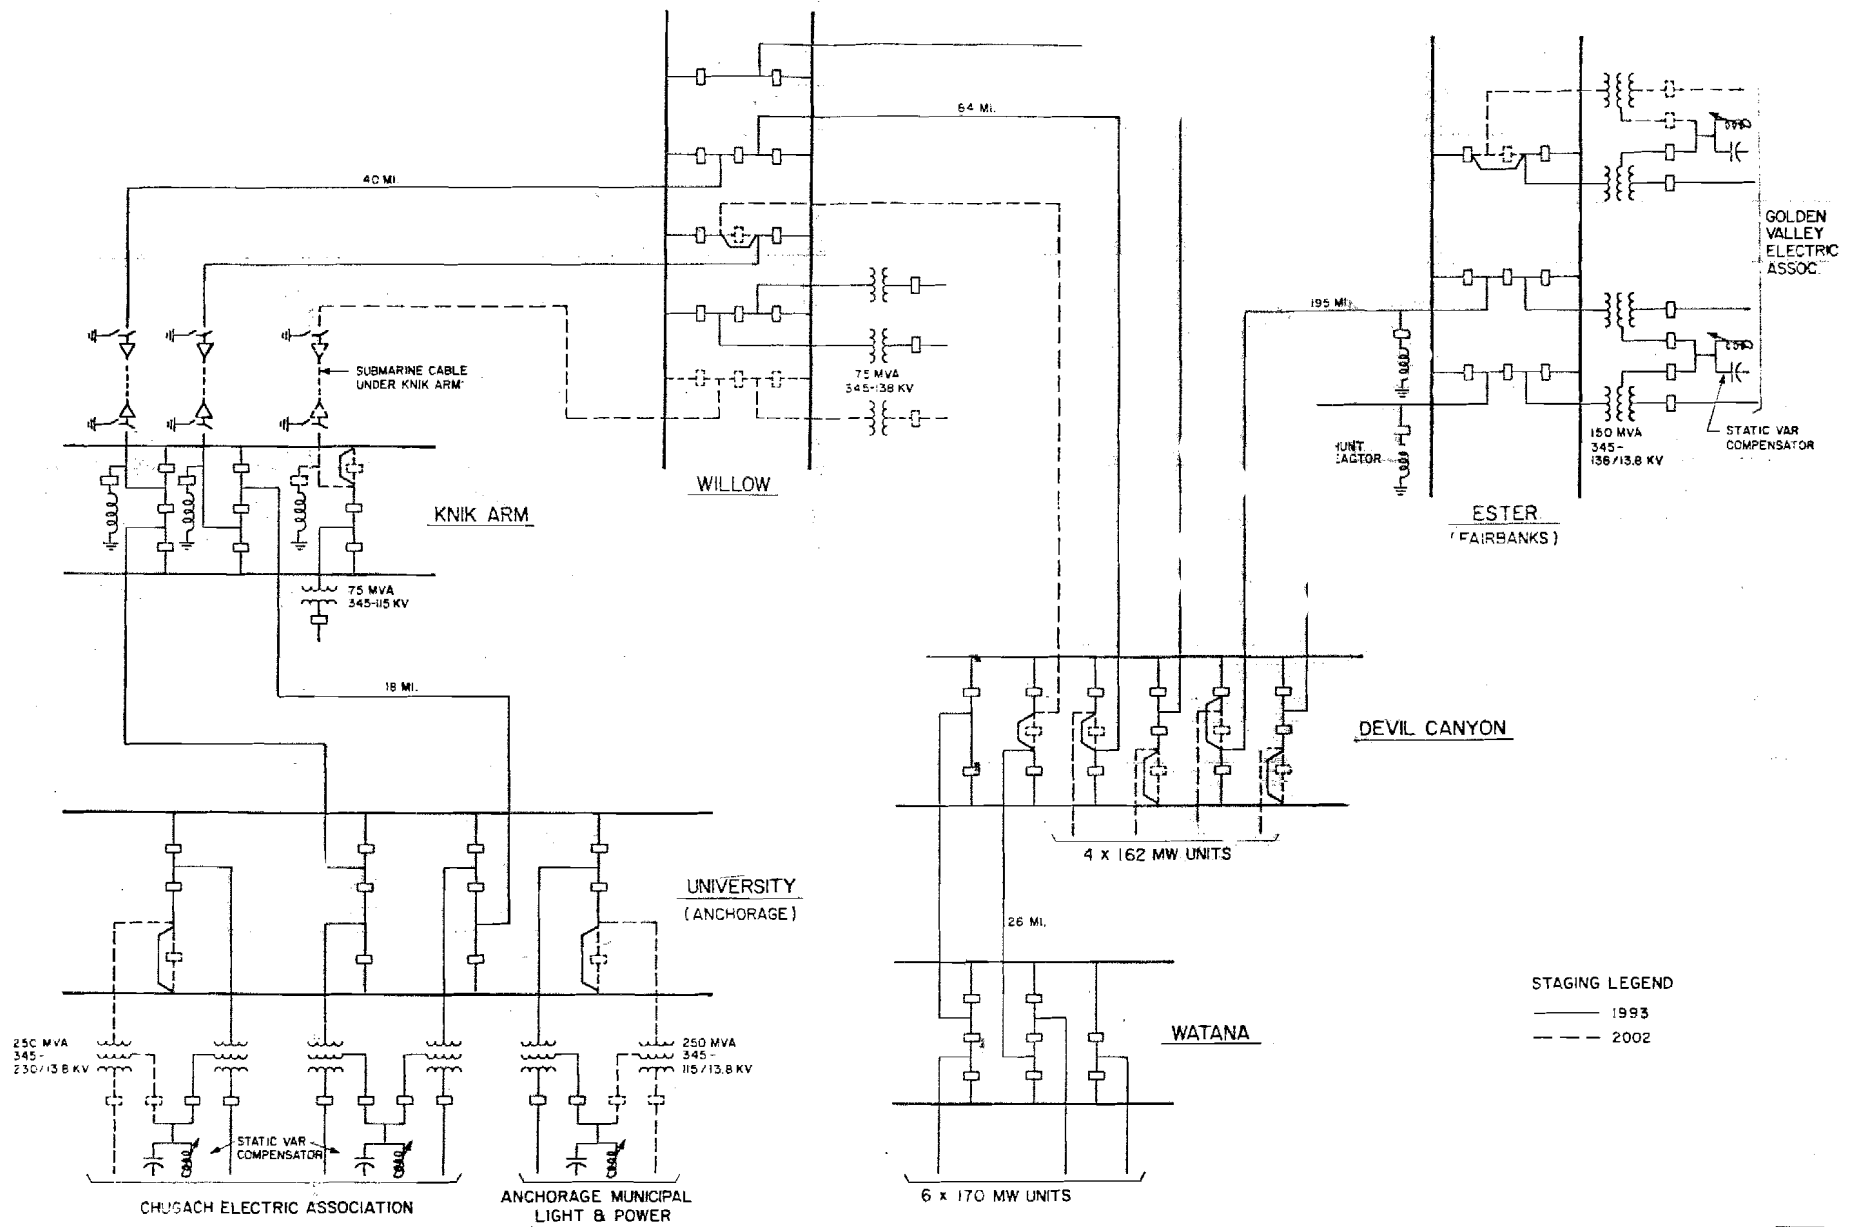 64 MI.
40 MI.
GOLDEN
VALLEY
ELECTRIC
ASSOC.
195 MI.
SUBMARINE CABLE
UNDER KNIK ARM
75 MVA
345-138 KV
150 MVA
345-
138/13.8 KV
STATIC VAR
COMPENSATOR
HUNT
EACTOR
WILLOW
KNIK ARM
ESTER
(FAIRBANKS)
75 MVA
345-115 KV
18 MI.
DEVIL CANYON
4 x 162 MW UNITS
UNIVERSITY
(ANCHORAGE)
26 MI.
STAGING LEGEND
1993
2002
WATANA
250 MVA
345-
230/13.8 KV
250 MVA
345-
115/13.8 KV
STATIC VAR
COMPENSATOR
6 x 170 MW UNITS
CHUGACH ELECTRIC ASSOCIATION
ANCHORAGE MUNICIPAL
LIGHT & POWER